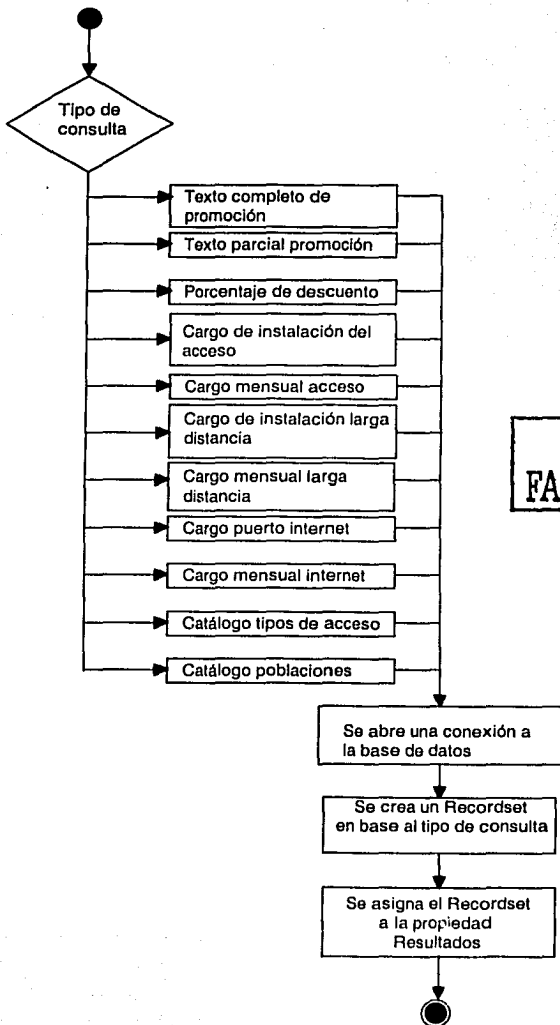 Tipo de
consulta
Texto completo de
promoción
Texto parcial promoción
Porcentaje de descuento
Cargo de instalación del
acceso
Cargo mensual acceso
Cargo de instalación larga
distancia
Cargo mensual larga
distancia
Cargo puerto internet
Cargo mensual internet
Catálogo tipos de acceso
Catálogo poblaciones
FA
Se abre una conexión a
la base de datos
Se crea un Recordset
en base al tipo de consulta
Se asigna el Recordset
a la propiedad
Resultados